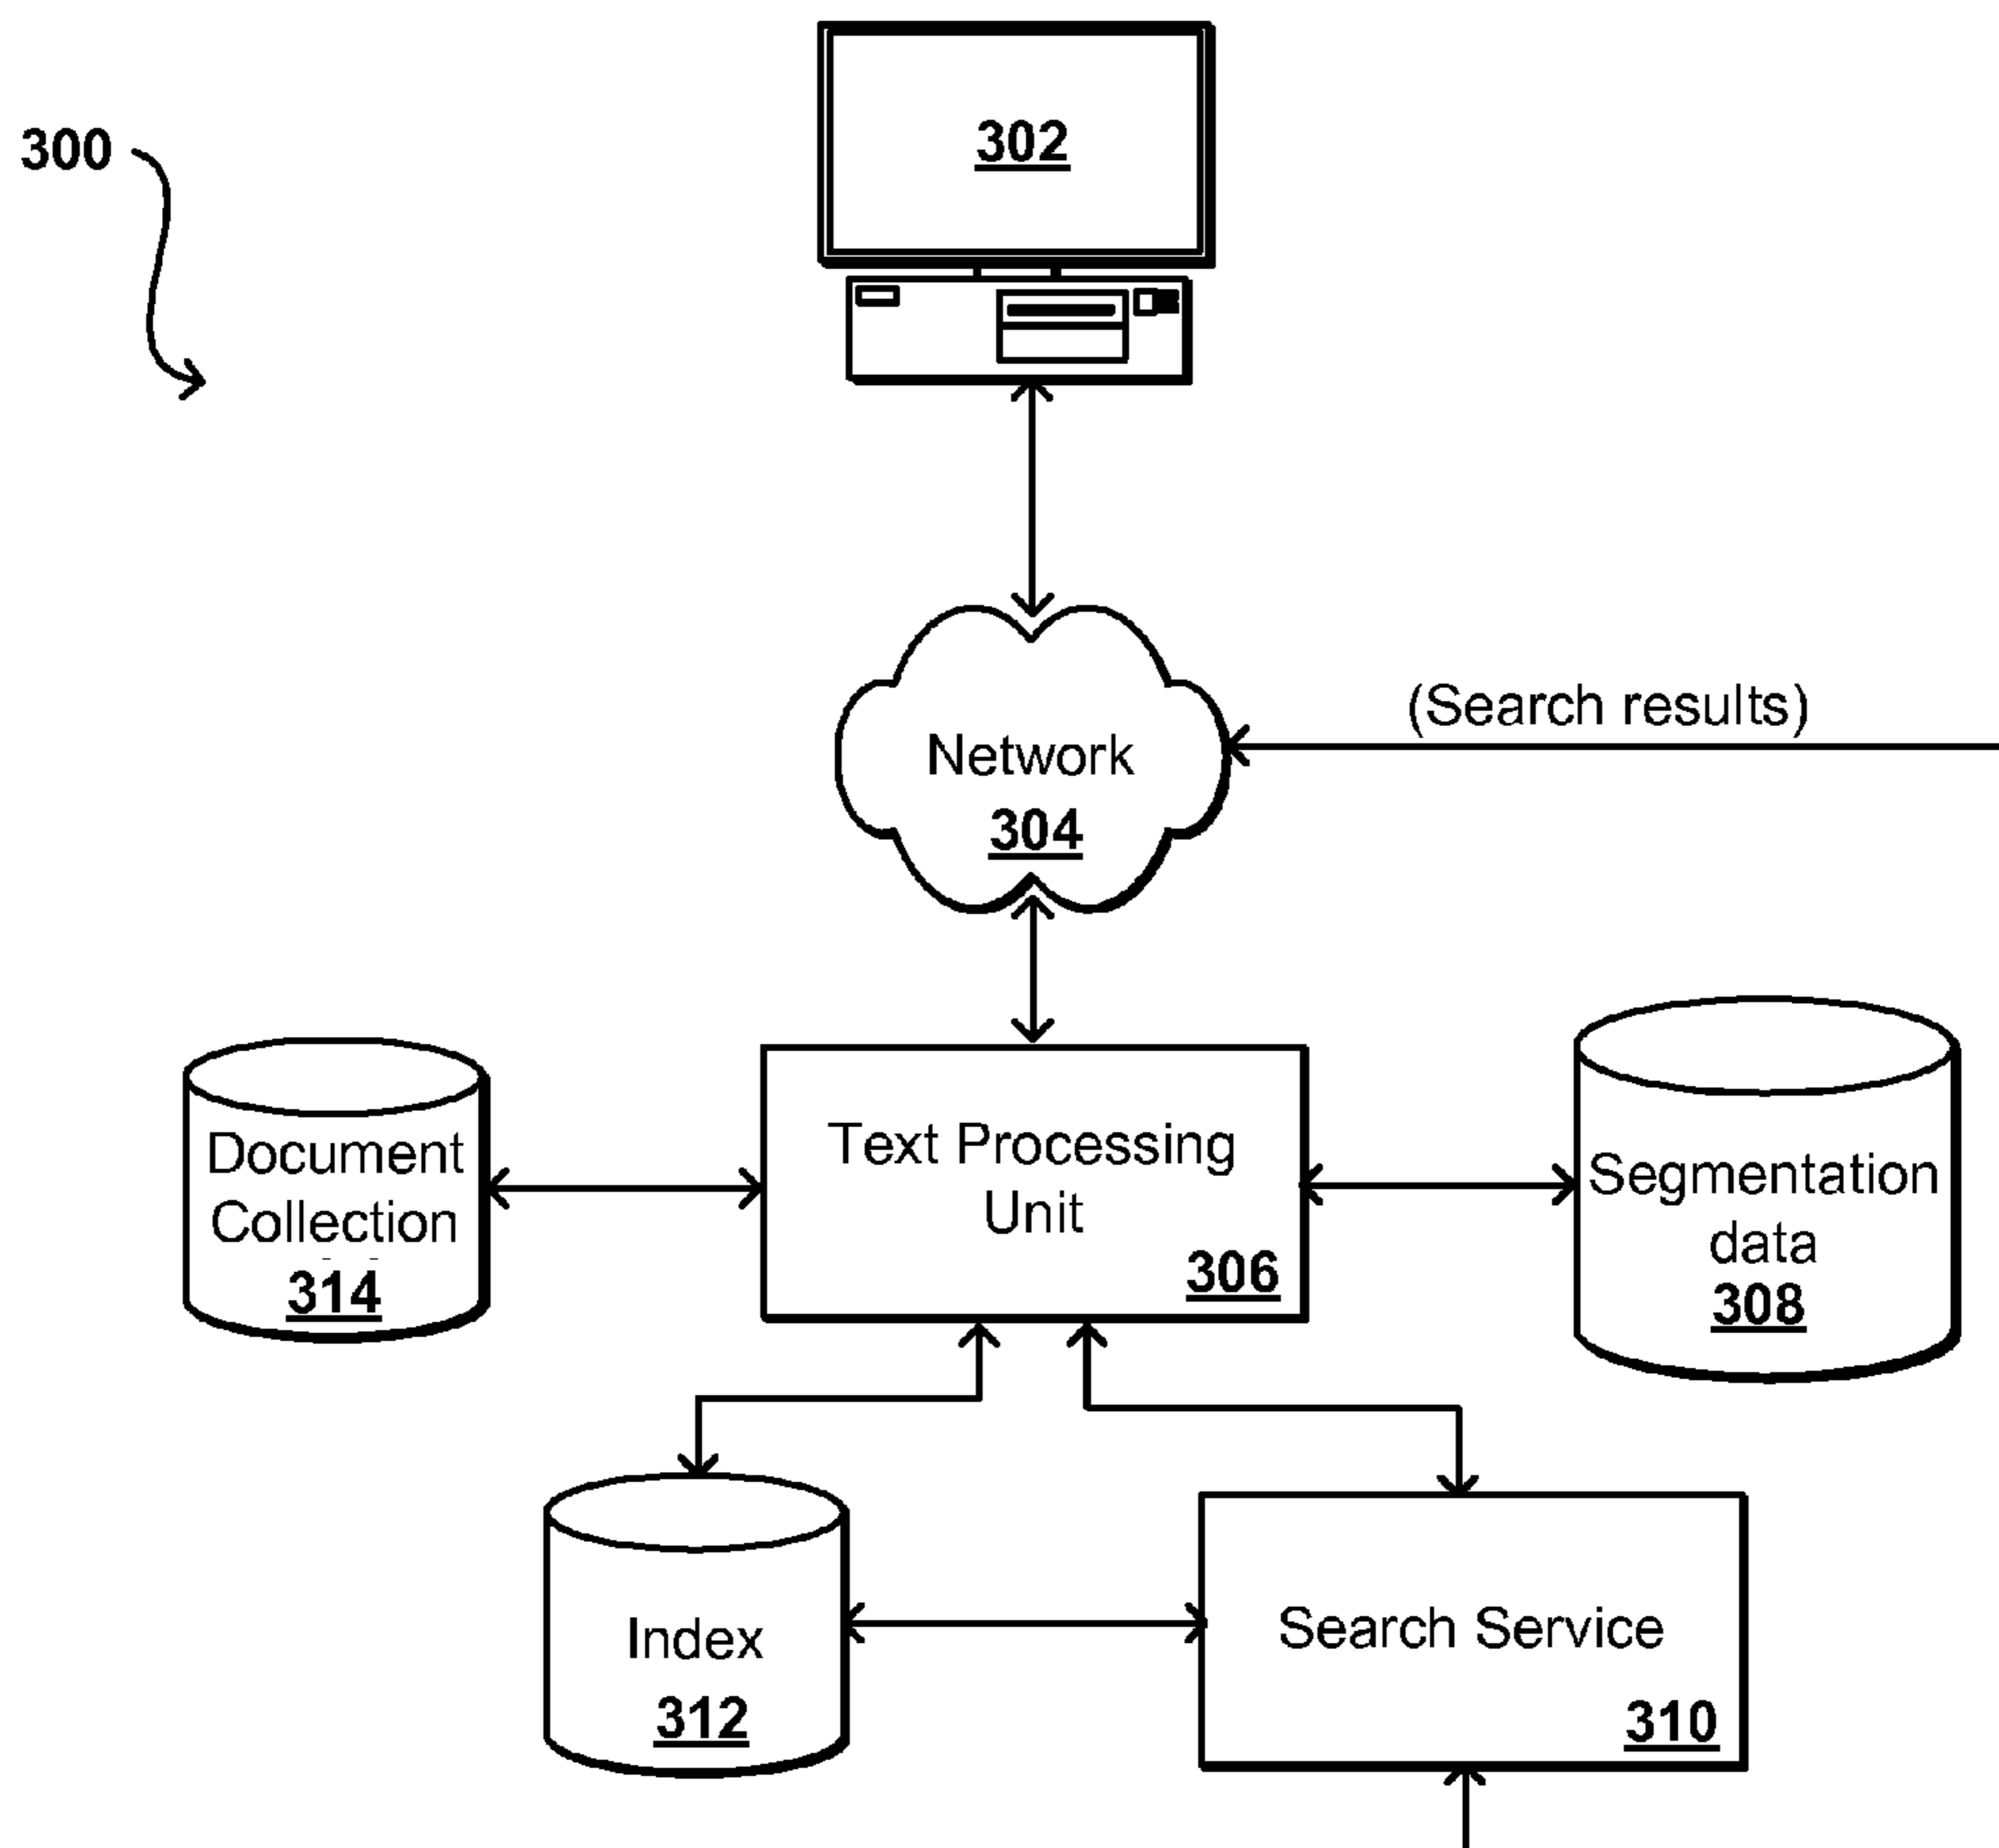 300
302
(Search results)
Network
304
Document
Collection
314
Text Processing
Unit
306
Segmentation
data
308
Index
312
Search Service
310